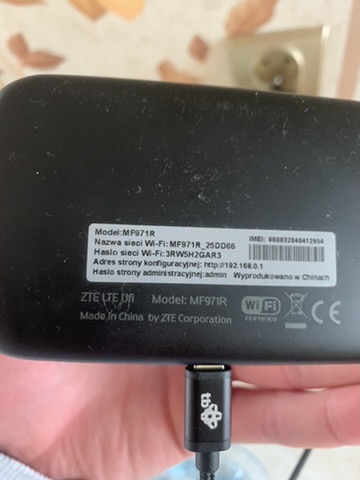 Model:MF971R
Nazwa sieci Wi-Fi: MF971R_25DD66
IMEI: 860832040412956
Hasło sieci Wi-Fi:3RW5H2GAR3
Adres strony konfiguracyjnej: http://192.168.0.1
Hasło strony administracyjnej:admin Wyprodukowano w Chinach
ZTE LTE Ufi Model: MF971R
Made in China by ZTE Corporation
Wi Fi
CERTIFIED
CE